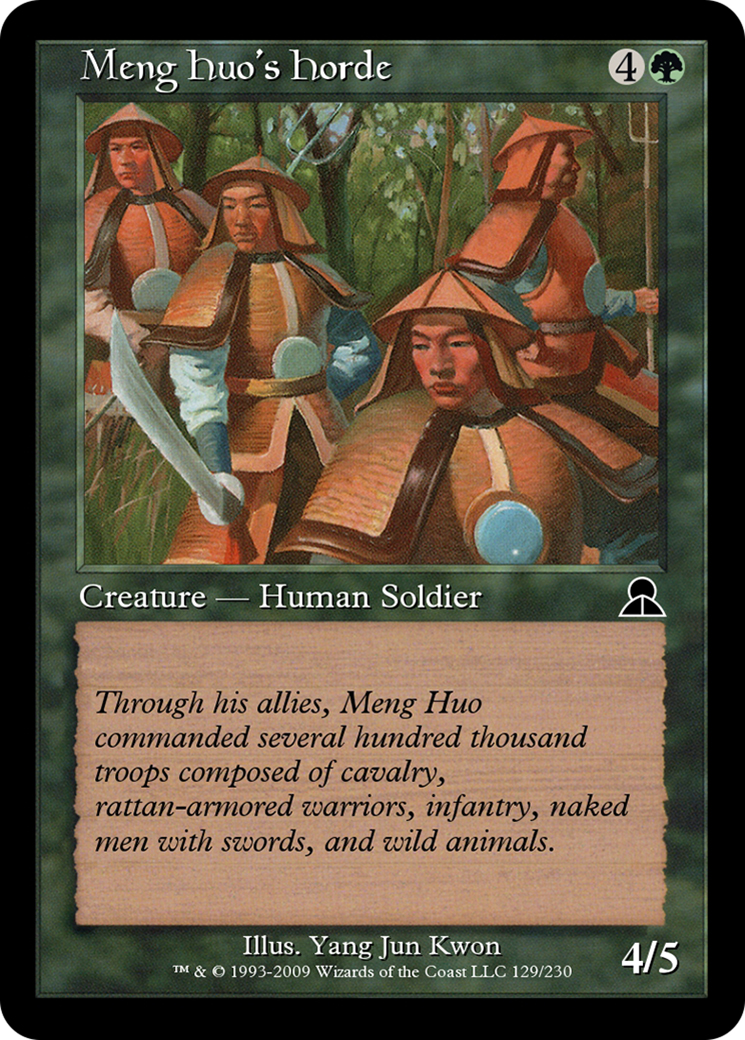 Meng Huo's Horde
4
Creature — Human Soldier
Through his allies, Meng Huo
commanded several hundred thousand
troops composed of cavalry,
rattan-armored warriors, infantry, naked
men with swords, and wild animals.
Illus. Yang Jun Kwon
™ & © 1993-2009 Wizards of the Coast LLC 129/230
4/5